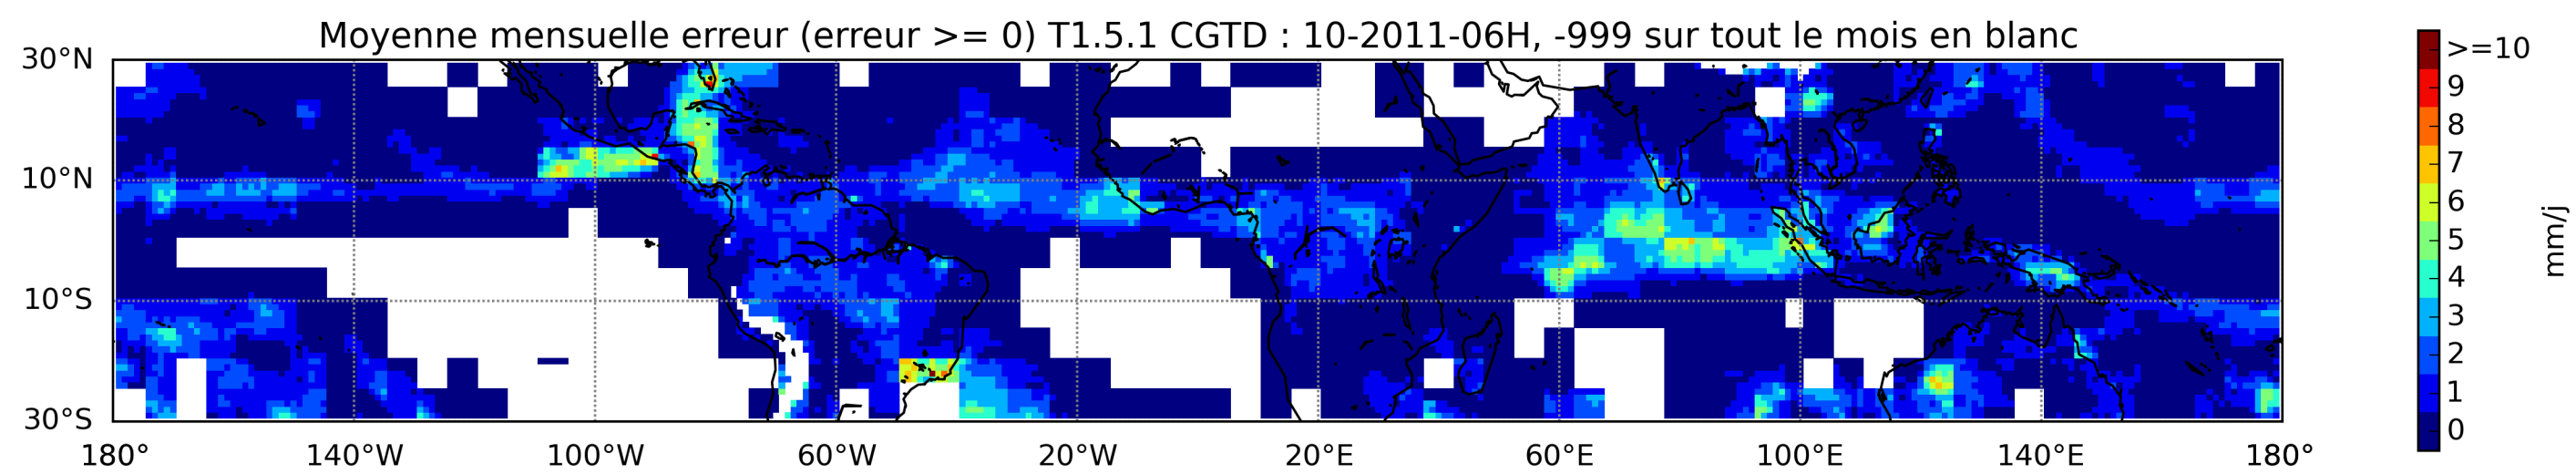 Moyenne mensuelle erreur (erreur >= 0) T1.5.1 CGTD : 10-2011-06H, -999 sur tout le mois en blanc
30°N
10°N
10°S
30°S
180° 140°W 100°W 60°W 20°W 20°E 60°E 100°E 140°E 180°
>=10
9
8
7
6
5
4
3
2
1
0
mm/j